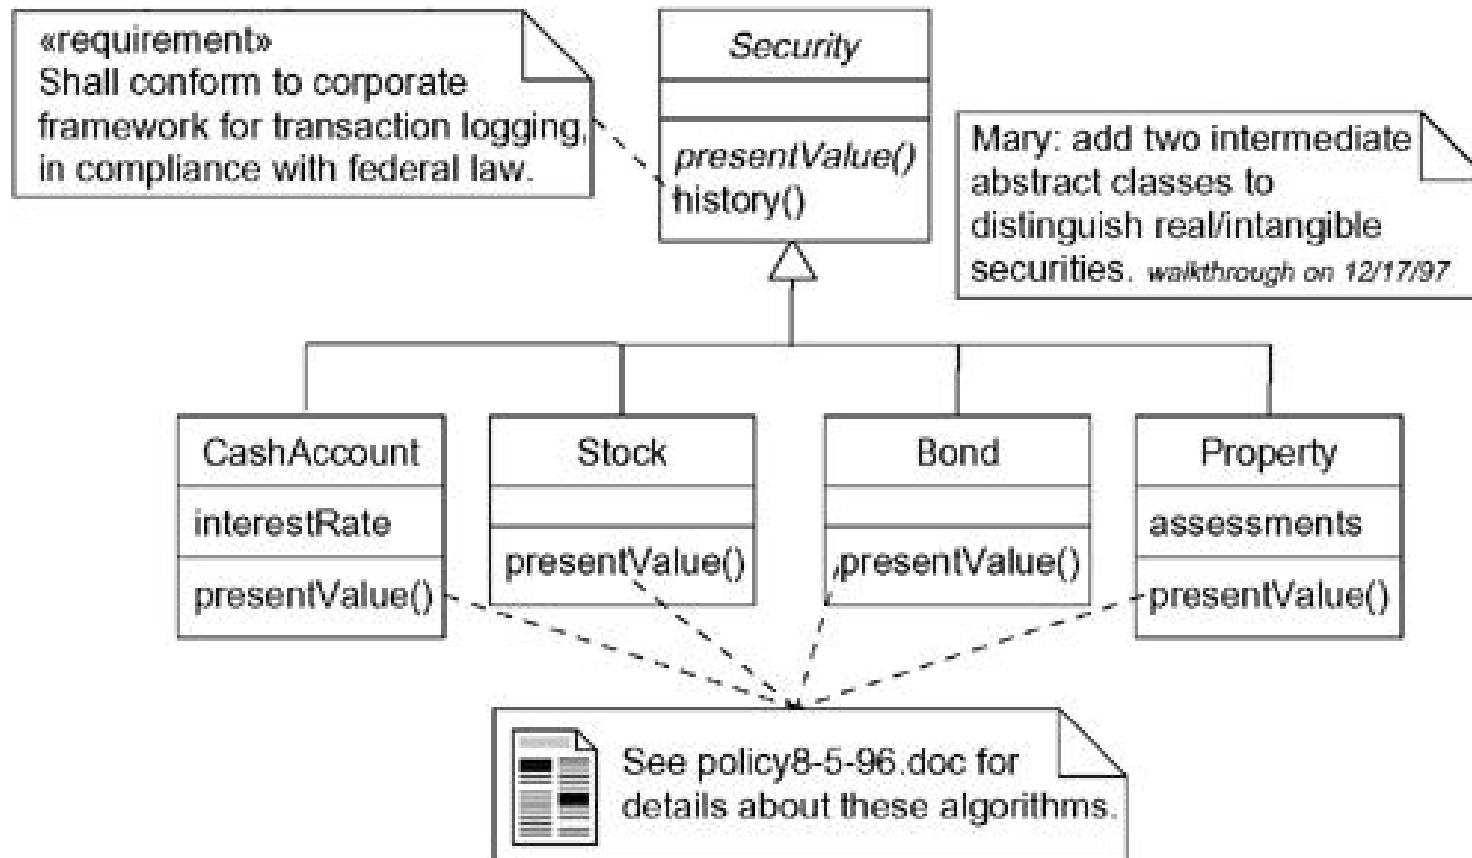 «requirement»
Shall conform to corporate
framework for transaction logging,
in compliance with federal law.
Security
presentValue()
history()
Mary: add two intermediate
abstract classes to
distinguish real/intangible
securities. walkthrough on 12/17/97
CashAccount
interestRate
presentValue()
Stock
presentValue()
Bond
presentValue()
Property
assessments
presentValue()
See policy8-5-96.doc for
details about these algorithms.